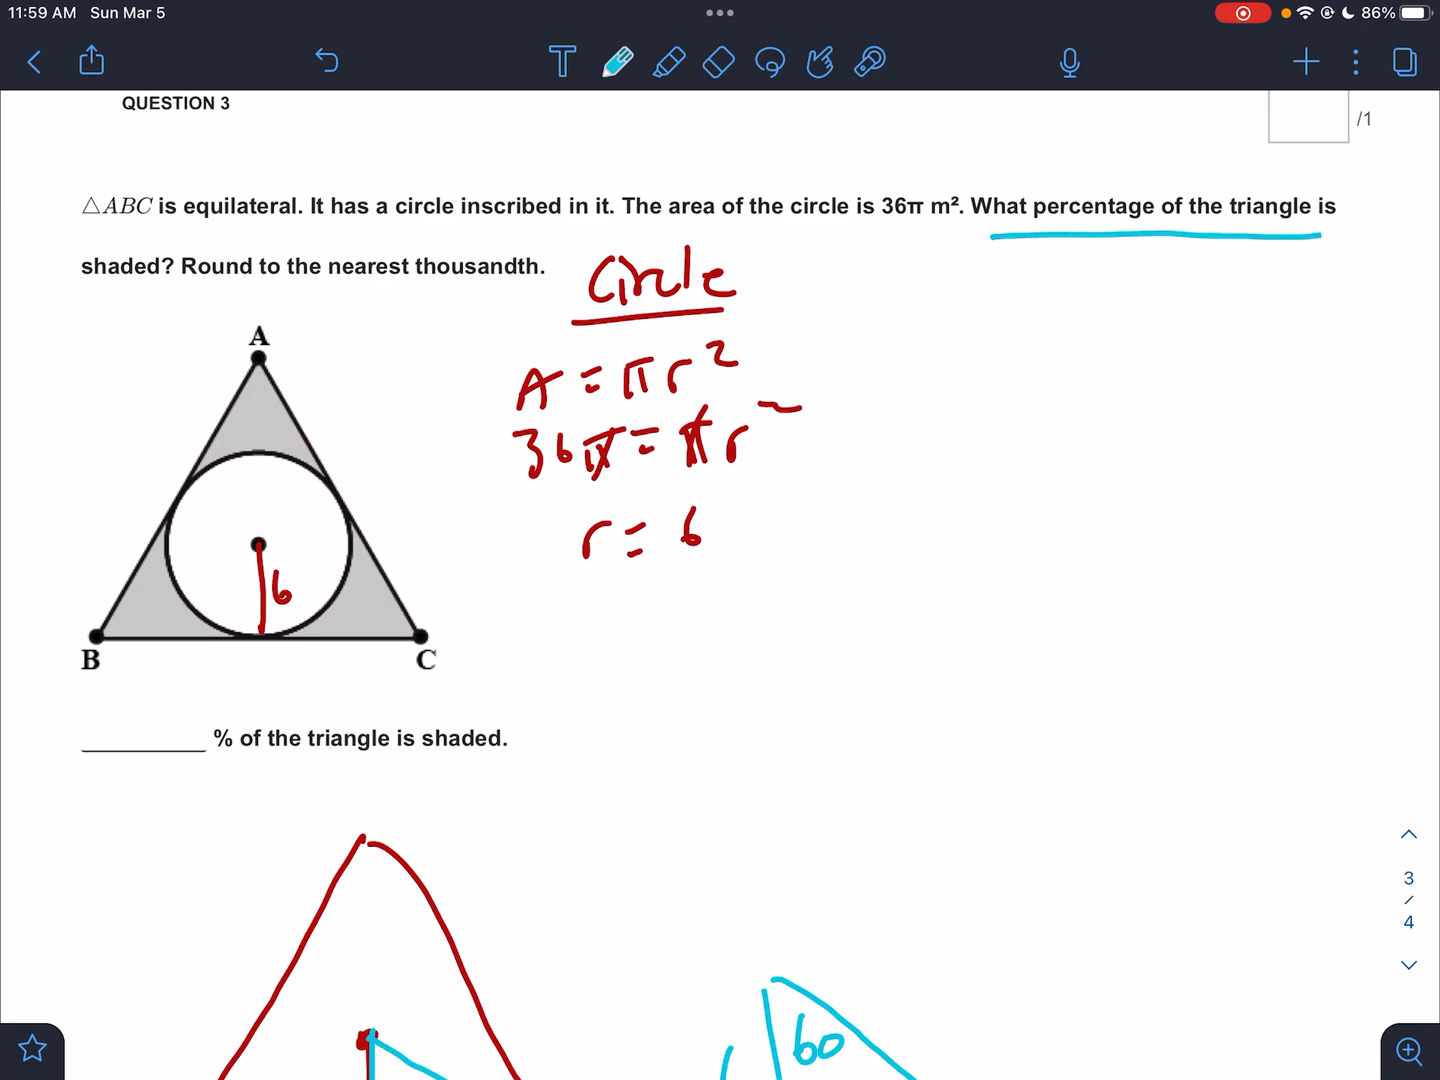 11:59 AM Sun Mar 5
86%
T
QUESTION 3
/1
△ABC is equilateral. It has a circle inscribed in it. The area of the circle is 36π m². What percentage of the triangle is
shaded? Round to the nearest thousandth.
Circle
A = πr²
36π = πr²
r = 6
A
6
B
C
________ % of the triangle is shaded.
3
/
4
60